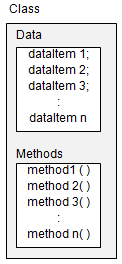 Class
Data
dataItem 1;
dataItem 2;
dataItem 3;
:
dataItem n
Methods
method1 ( )
method 2( )
method 3( )
:
method n( )